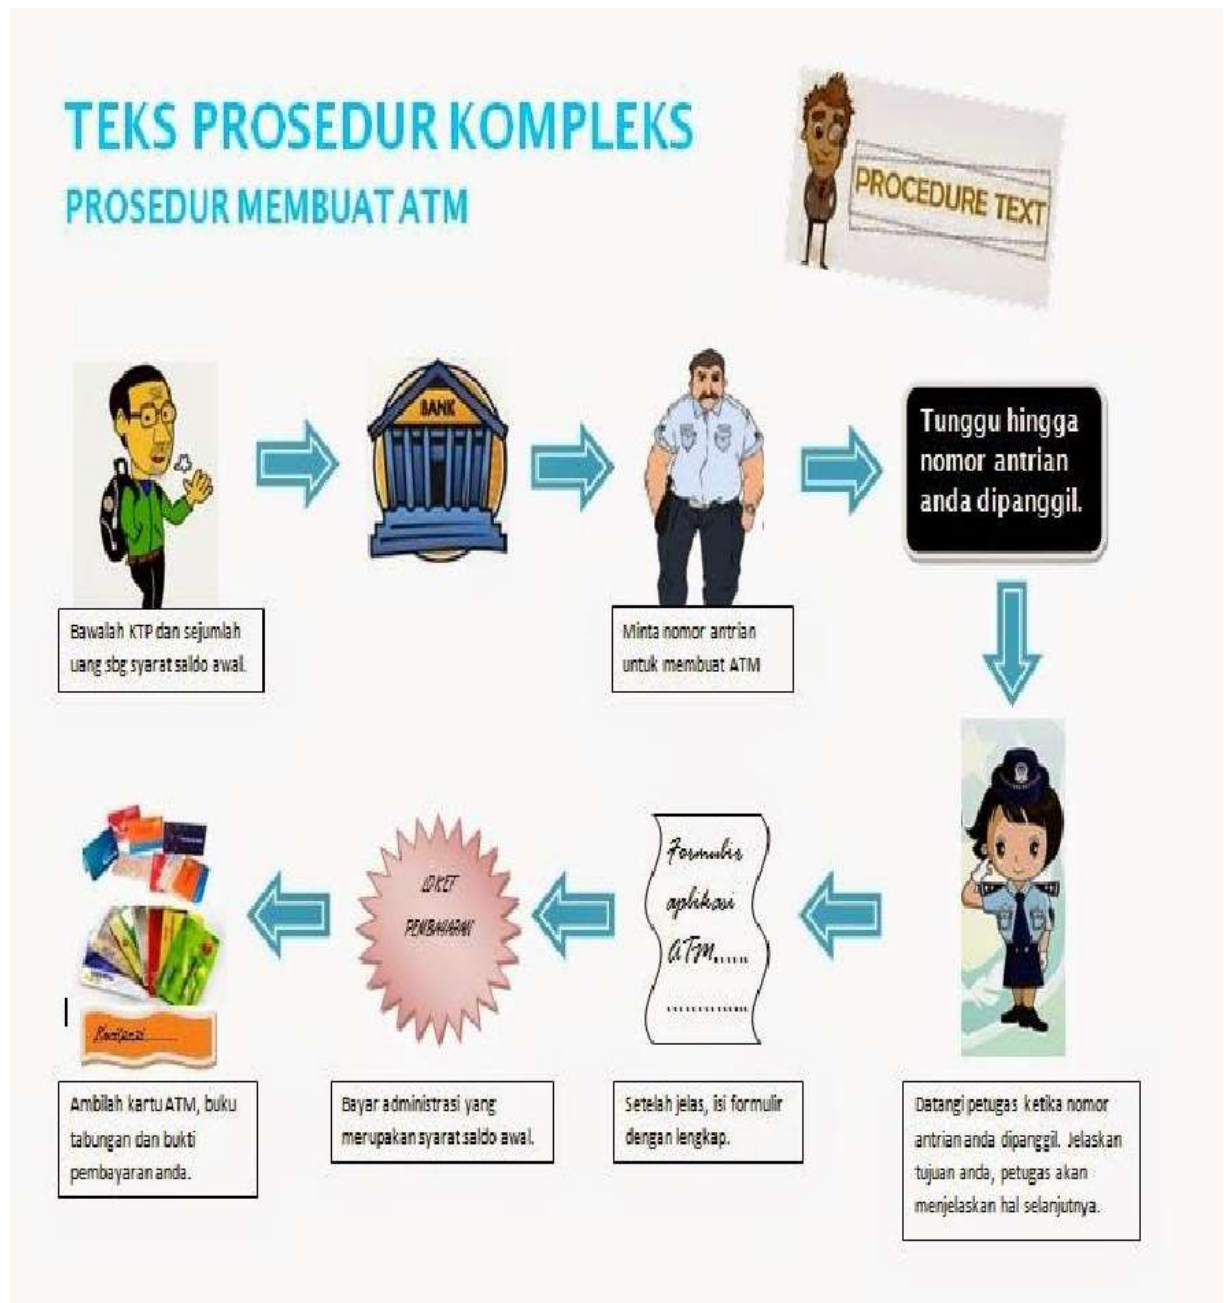 TEKS PROSEDUR KOMPLEKS
PROSEDUR MEMBUAT ATM
PROCEDURE TEXT
BANK
Tunggu hingga
nomor antrian
anda dipanggil.
Bawalah KTP dan sejumlah
uang sbg syarat saldo awal.
Minta nomor antrian
untuk membuat ATM
Datangi petugas ketika nomor
antrian anda dipanggil. Jelaskan
tujuan anda, petugas akan
menjelaskan hal selanjutnya.
Formulir
aplikasi
ATM......
.............
Setelah jelas, isi formulir
dengan lengkap.
LOKET
PEMBAYARAN
Bayar administrasi yang
merupakan syarat saldo awal.
Ambilah kartu ATM, buku
tabungan dan bukti
pembayaran anda.